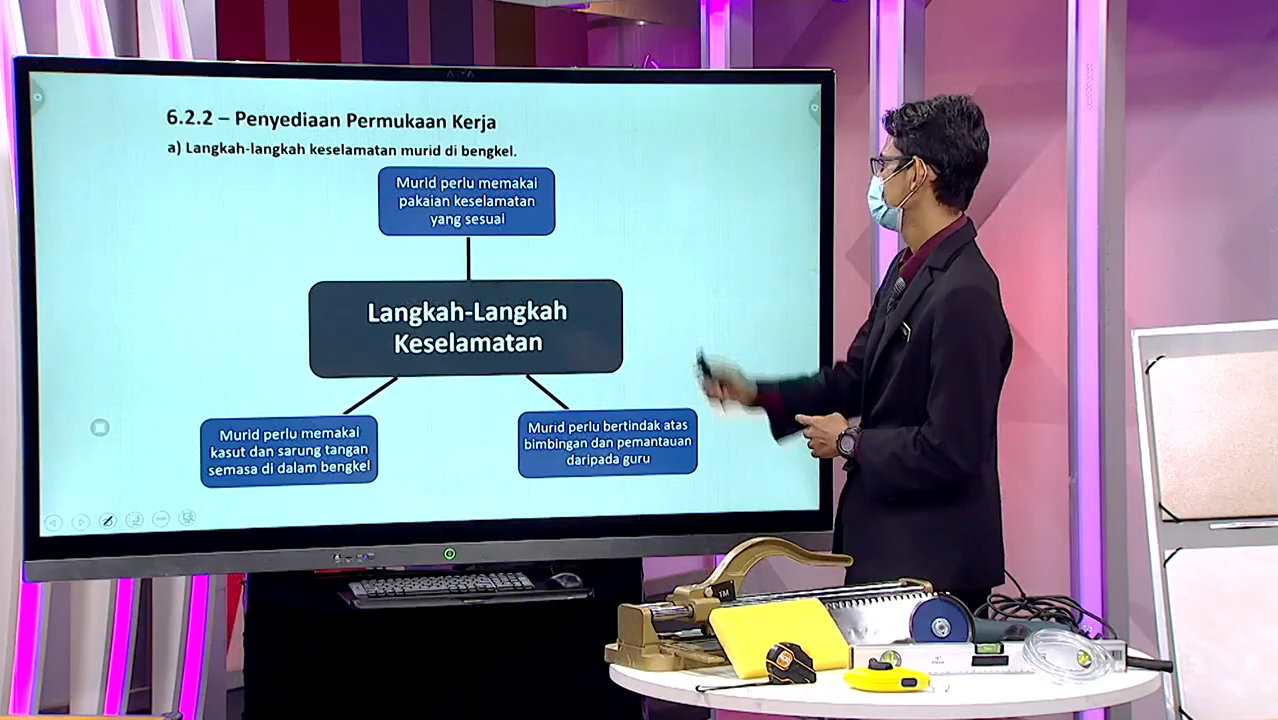 6.2.2 – Penyediaan Permukaan Kerja
a) Langkah-langkah keselamatan murid di bengkel.
Murid perlu memakai
pakaian keselamatan
yang sesuai
Langkah-Langkah
Keselamatan
Murid perlu memakai
kasut dan sarung tangan
semasa di dalam bengkel
Murid perlu bertindak atas
bimbingan dan pemantauan
daripada guru
TM